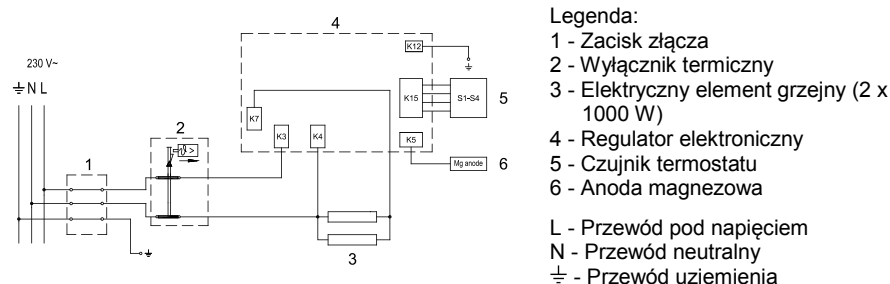 230 V~
N L
1
2
>
3
4
K12
K15
S1-S4
5
K7
K3
K4
K5
Mg anode
6
Legenda:
1 - Zacisk złącza
2 - Wyłącznik termiczny
3 - Elektryczny element grzejny (2 x
1000 W)
4 - Regulator elektroniczny
5 - Czujnik termostatu
6 - Anoda magnezowa
L - Przewód pod napięciem
N - Przewód neutralny
⏚ - Przewód uziemienia